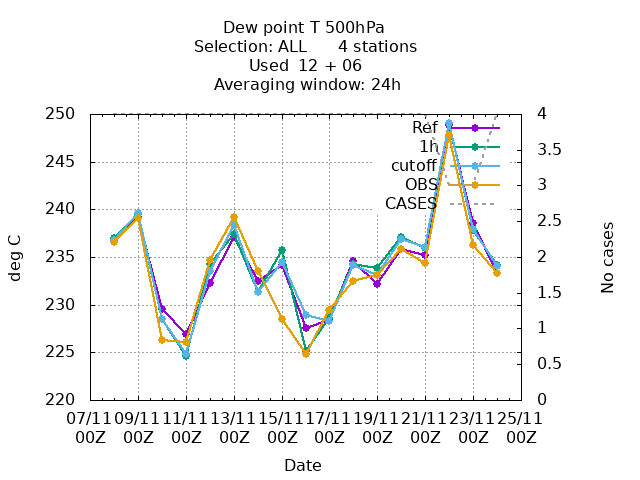 Dew point T 500hPa
Selection: ALL      4 stations
Used  12 + 06
Averaging window: 24h
250
245
240
235
230
225
220
deg C
4
3.5
3
2.5
2
1.5
1
0.5
0
No cases
Ref
1h
cutoff
OBS
CASES
07/11 09/11 11/11 13/11 15/11 17/11 19/11 21/11 23/11 25/11
00Z 00Z 00Z 00Z 00Z 00Z 00Z 00Z 00Z 00Z
Date